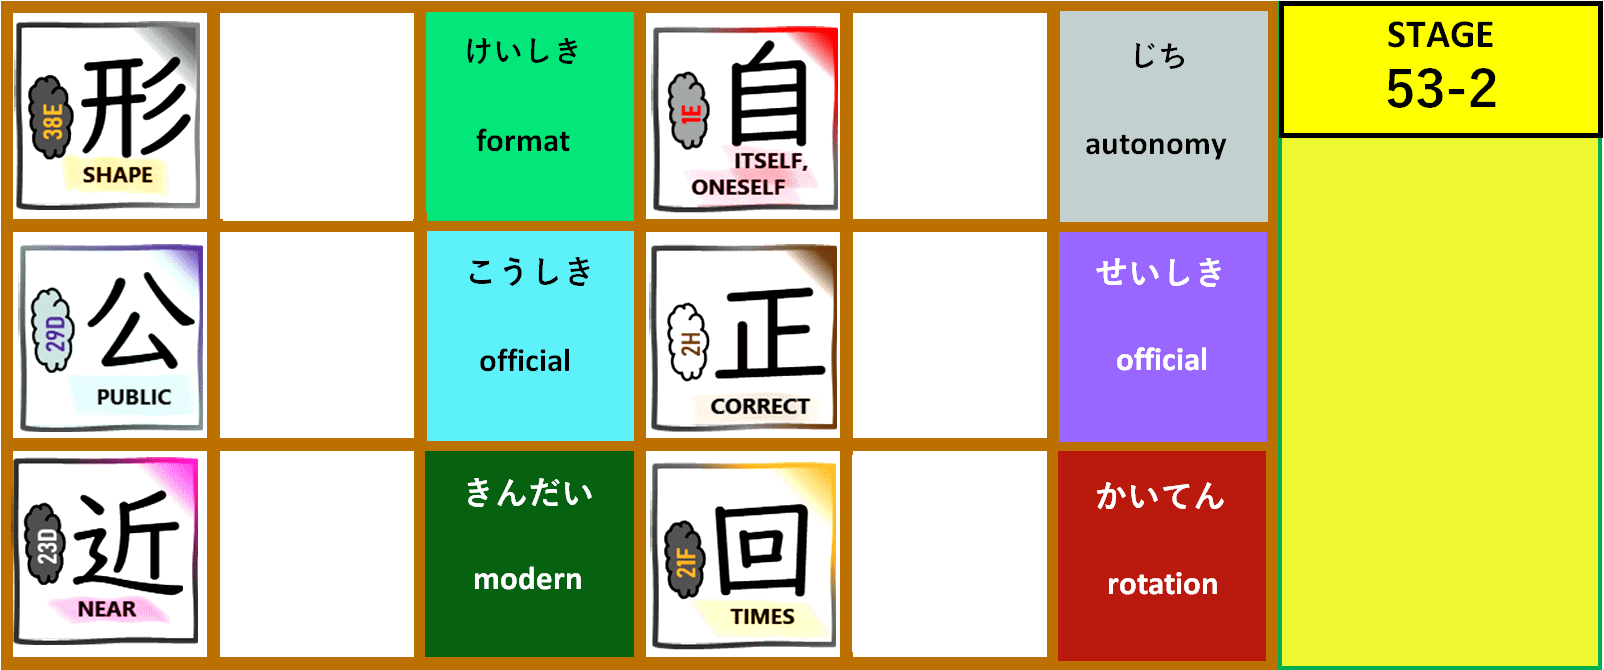 38E
形
SHAPE
けいしき
format
1E
自
ITSELF,
ONESELF
じち
autonomy
STAGE
53-2
29D
公
PUBLIC
こうしき
official
2H
正
CORRECT
せいしき
official
23D
近
NEAR
きんだい
modern
21F
回
TIMES
かいてん
rotation